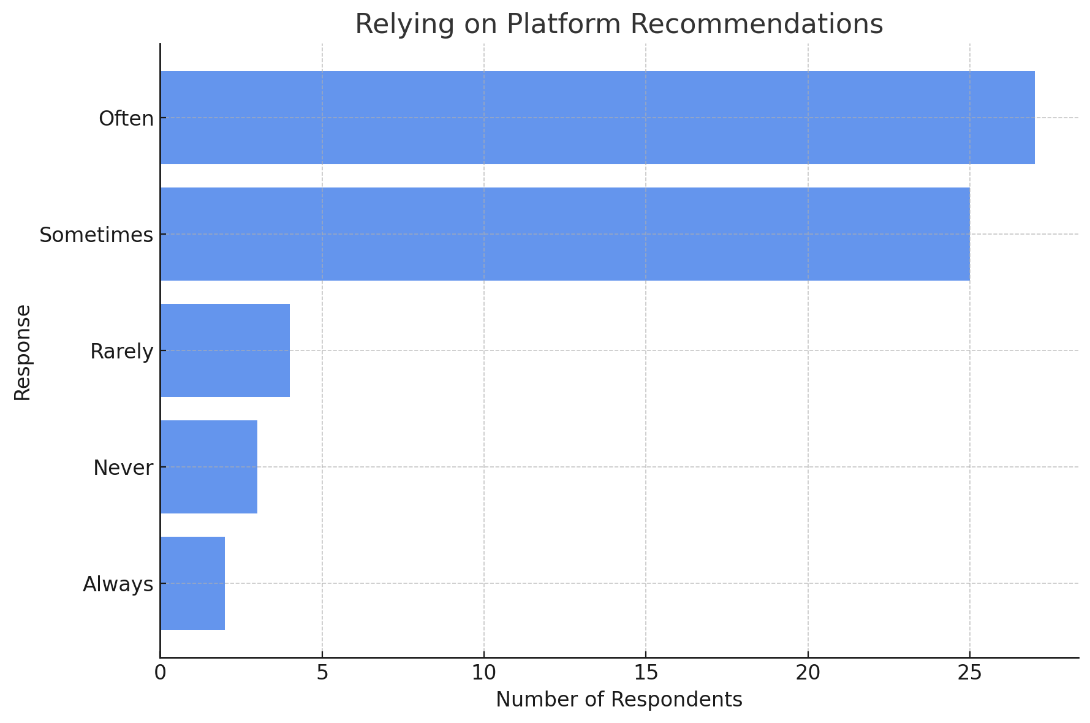 Relying on Platform Recommendations
Often
Sometimes
Rarely
Never
Always
Response
0 5 10 15 20 25
Number of Respondents